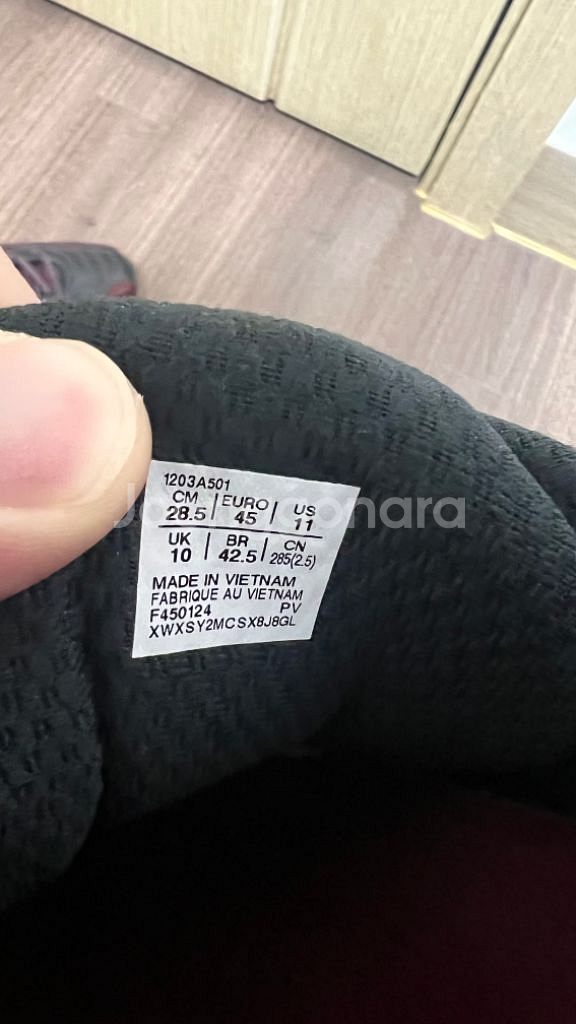 1203A501
CM | EURO | US
28.5 | 45 | 11
UK | BR | CN
10 | 42.5 | 285(2.5)
MADE IN VIETNAM
FABRIQUE AU VIETNAM
F450124 PV
XWXSY2MCSX8J8GL